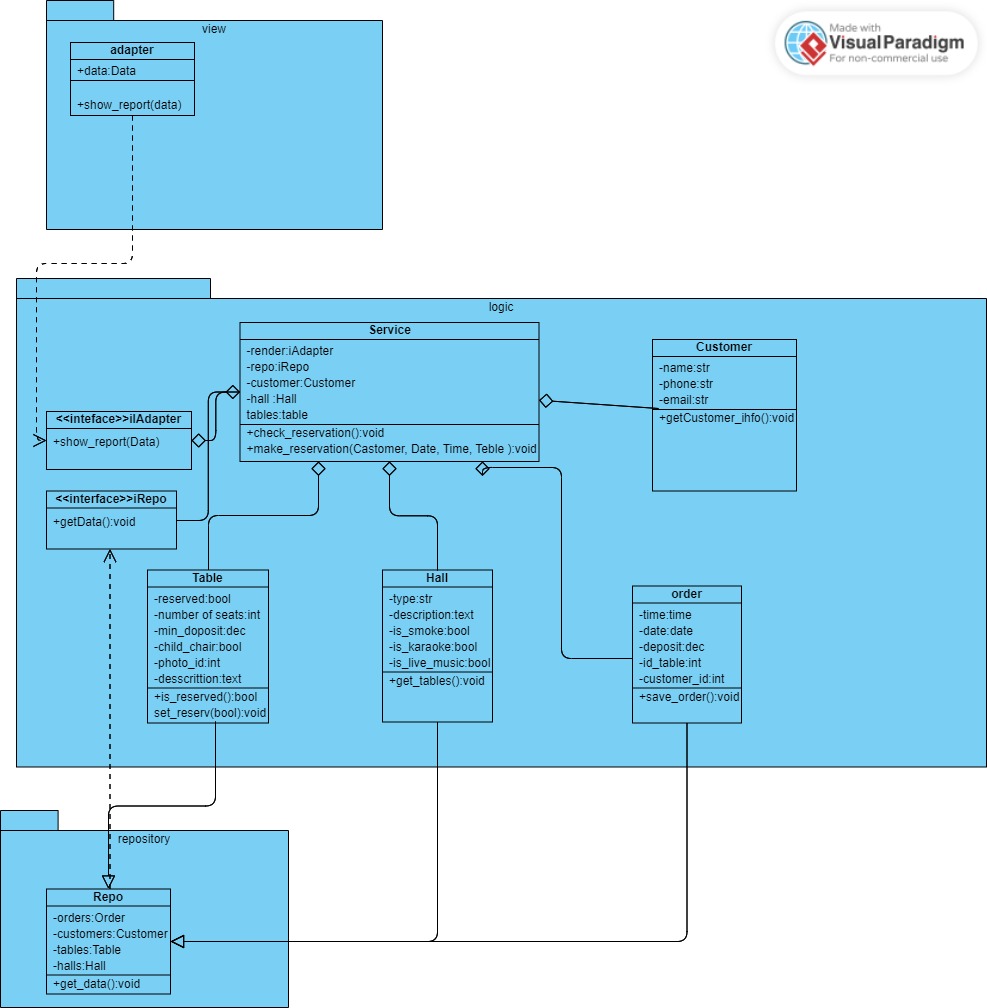 Made with
VisualParadigm
For non-commercial use
view
adapter
+data:Data
+show_report(data)
logic
Service
-render:iAdapter
-repo:iRepo
-customer:Customer
-hall :Hall
tables:table
+check_reservation():void
+make_reservation(Castomer, Date, Time, Teble ):void
Customer
-name:str
-phone:str
-email:str
+getCustomer_ihfo():void
<<inteface>>ilAdapter
+show_report(Data)
<<interface>>iRepo
+getData():void
Table
-reserved:bool
-number of seats:int
-min_doposit:dec
-child_chair:bool
-photo_id:int
-desscrittion:text
+is_reserved():bool
set_reserv(bool):void
Hall
-type:str
-description:text
-is_smoke:bool
-is_karaoke:bool
-is_live_music:bool
+get_tables():void
order
-time:time
-date:date
-deposit:dec
-id_table:int
-customer_id:int
+save_order():void
repository
Repo
-orders:Order
-customers:Customer
-tables:Table
-halls:Hall
+get_data():void